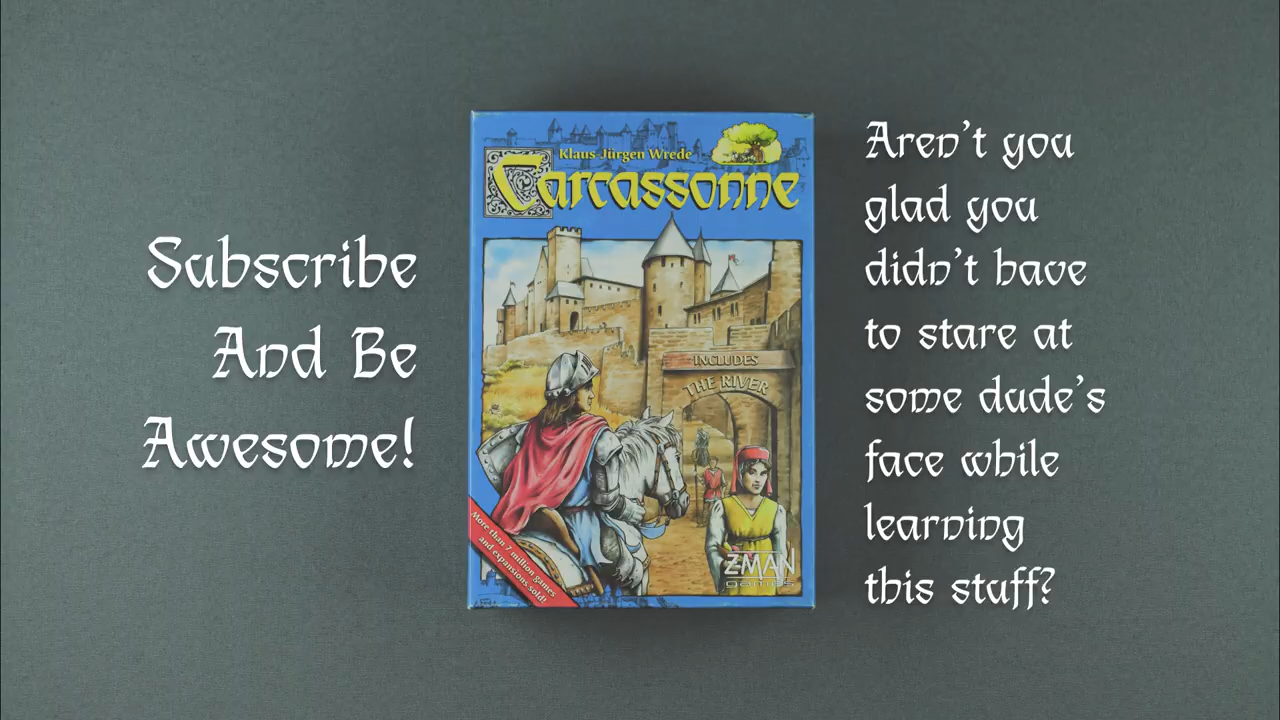 Subscribe
And Be
Awesome!
Klaus-Jürgen Wrede
Carcassonne
INCLUDES
THE RIVER
More than 7 million games
and expansions sold!
Z-MAN
games
Aren't you
glad you
didn't have
to stare at
some dude's
face while
learning
this stuff?